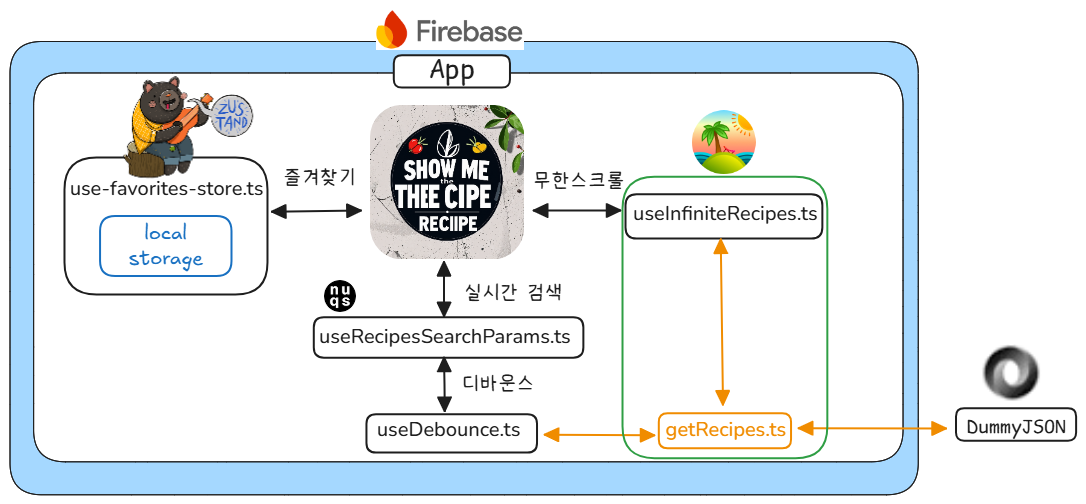 Firebase
App
ZUS
TAND
use-favorites-store.ts
local
storage
즐겨찾기
SHOW ME
the
THEE CIPE
RECIIPE
무한스크롤
useInfiniteRecipes.ts
nu
qs
실시간 검색
useRecipesSearchParams.ts
디바운스
useDebounce.ts
getRecipes.ts
DummyJSON